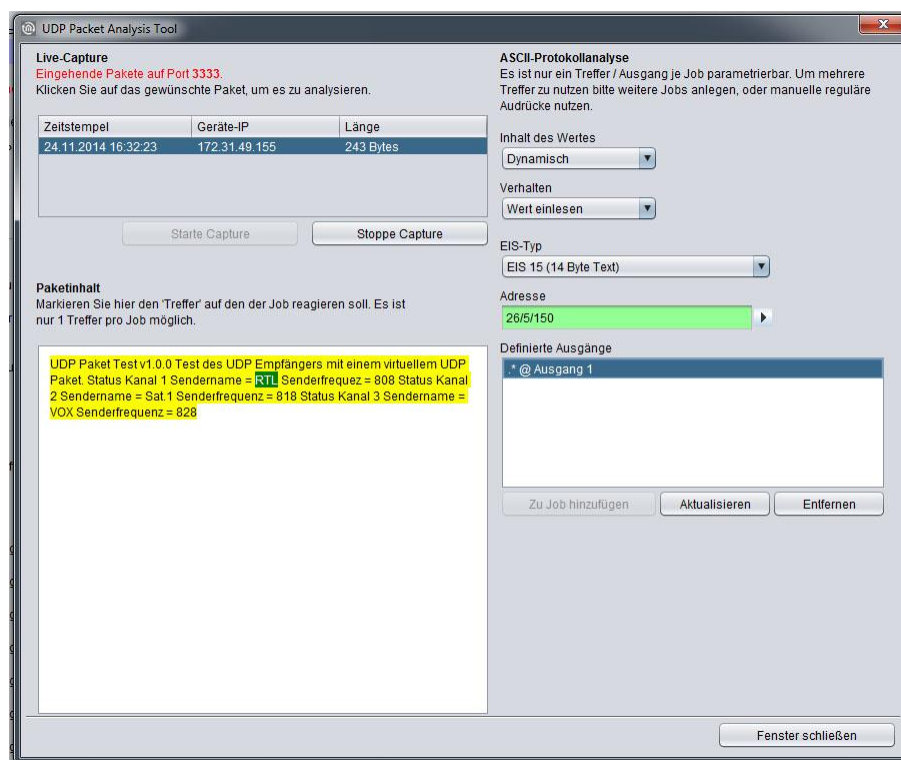 UDP Packet Analysis Tool
Live-Capture
Eingehende Pakete auf Port 3333.
Klicken Sie auf das gewünschte Paket, um es zu analysieren.
Zeitstempel Geräte-IP Länge
24.11.2014 16:32:23 172.31.49.155 243 Bytes
Starte Capture Stoppe Capture
Paketinhalt
Markieren Sie hier den 'Treffer' auf den der Job reagieren soll. Es ist
nur 1 Treffer pro Job möglich.
UDP Paket Test v1.0.0 Test des UDP Empfängers mit einem virtuellem UDP
Paket. Status Kanal 1 Sendername = RTL Senderfrequez = 808 Status Kanal
2 Sendername = Sat.1 Senderfrequenz = 818 Status Kanal 3 Sendername =
VOX Senderfrequenz = 828
ASCII-Protokollanalyse
Es ist nur ein Treffer / Ausgang je Job parametrierbar. Um mehrere
Treffer zu nutzen bitte weitere Jobs anlegen, oder manuelle reguläre
Audrücke nutzen.
Inhalt des Wertes
Dynamisch
Verhalten
Wert einlesen
EIS-Typ
EIS 15 (14 Byte Text)
Adresse
26/5/150
Definierte Ausgänge
.* @ Ausgang 1
Zu Job hinzufügen Aktualisieren Entfernen
Fenster schließen